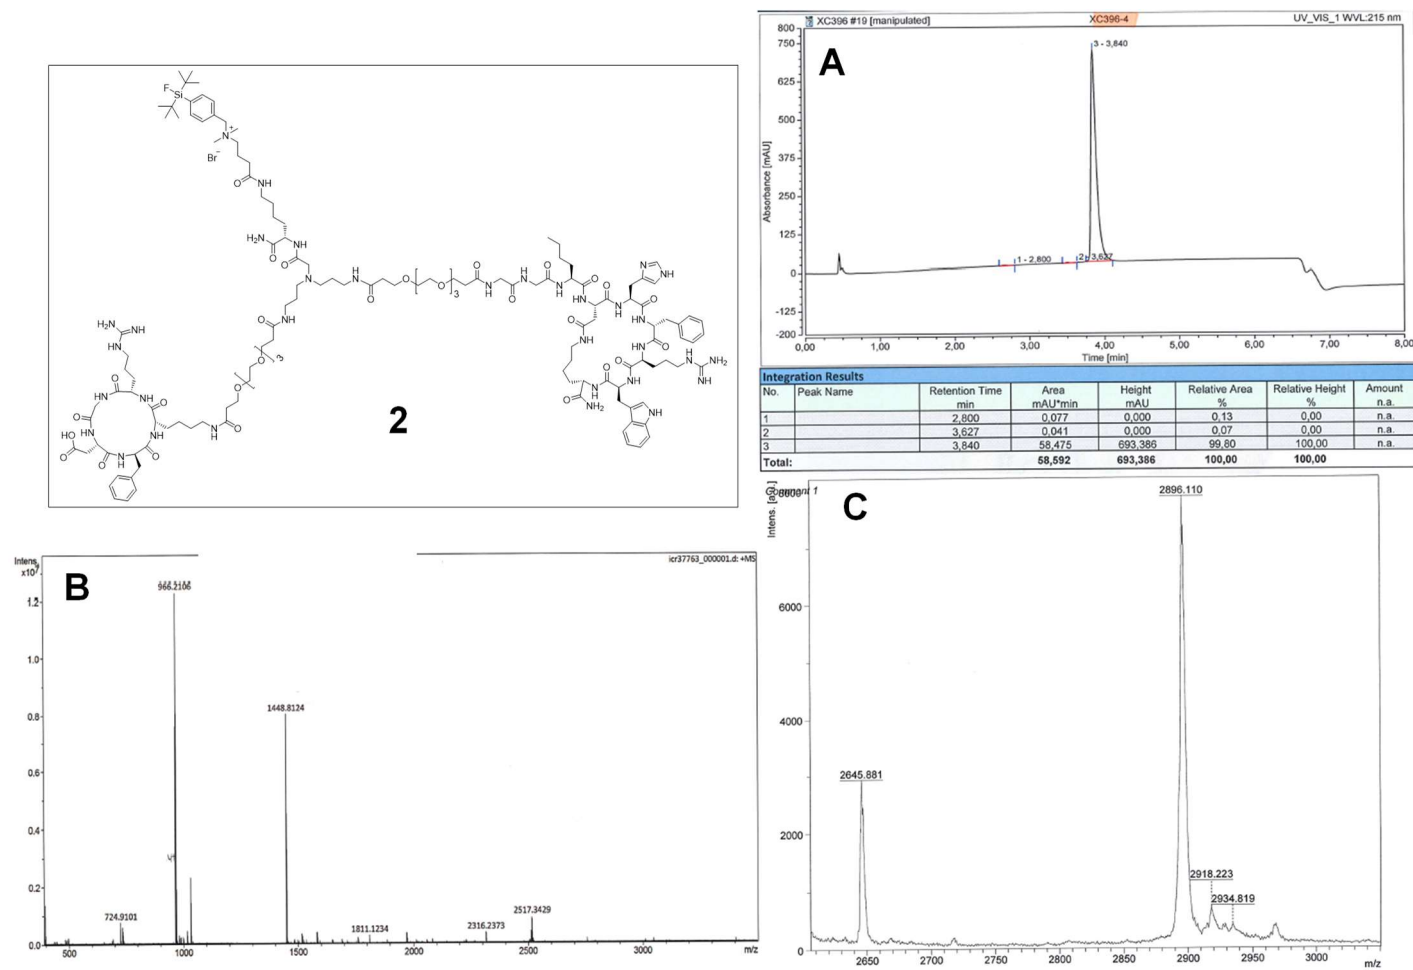 XC396 #19 [manipulated]
XC396-4
UV_VIS_1 WVL:215 nm
A
Absorbance [mAU]
800
750
625
500
375
250
125
0
-125
-200
3 - 3,840
1 - 2.800
2 - 3,627
0,00
1,00
2,00
3,00
4,00
5,00
6,00
7,00
8,00
Time [min]
Integration Results
No. Peak Name Retention Time Area Height Relative Area Relative Height Amount
min mAU*min mAU % % n.a.
1 2,800 0,077 0,000 0,13 0,00 n.a.
2 3,627 0,041 0,000 0,07 0,00 n.a.
3 3,840 58,475 693,386 99,80 100,00 n.a.
Total: 58,592 693,386 100,00 100,00
F
Si
N
+
Br
-
O
NH
H2N
O
NH
O
N
H
N
O
O
O
3
O
N
H
O
H
N
O
N
H
O
HN
O
N
NH
N
H
O
NH
O
NH
O
HN
O
H
N
NH2
NH
NH
O
HN
O
NH2
NH
O
NH
O
O
3
O
N
H
O
H2N
NH
HN
O
HN
O
NH
O
HN
NH
HO
O
O
N
H
O
2
B
Intens.
x10
icr37763_000001.d: +MS
1.2
1.0
0.8
0.6
0.4
0.2
0.0
724.9101
966.2106
1448.8124
1811.1234
2316.2373
2517.3429
500
1000
1500
2000
2500
3000
m/z
C
Comment 1
Intens. [a.u.]
8000
6000
4000
2000
0
2645.881
2896.110
2918.223
2934.819
2650
2700
2750
2800
2850
2900
2950
3000
m/z